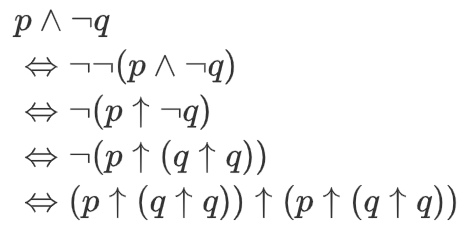 p ∧ ¬q
⇔ ¬¬(p ∧ ¬q)
⇔ ¬(p ↑ ¬q)
⇔ ¬(p ↑ (q ↑ q))
⇔ (p ↑ (q ↑ q)) ↑ (p ↑ (q ↑ q))